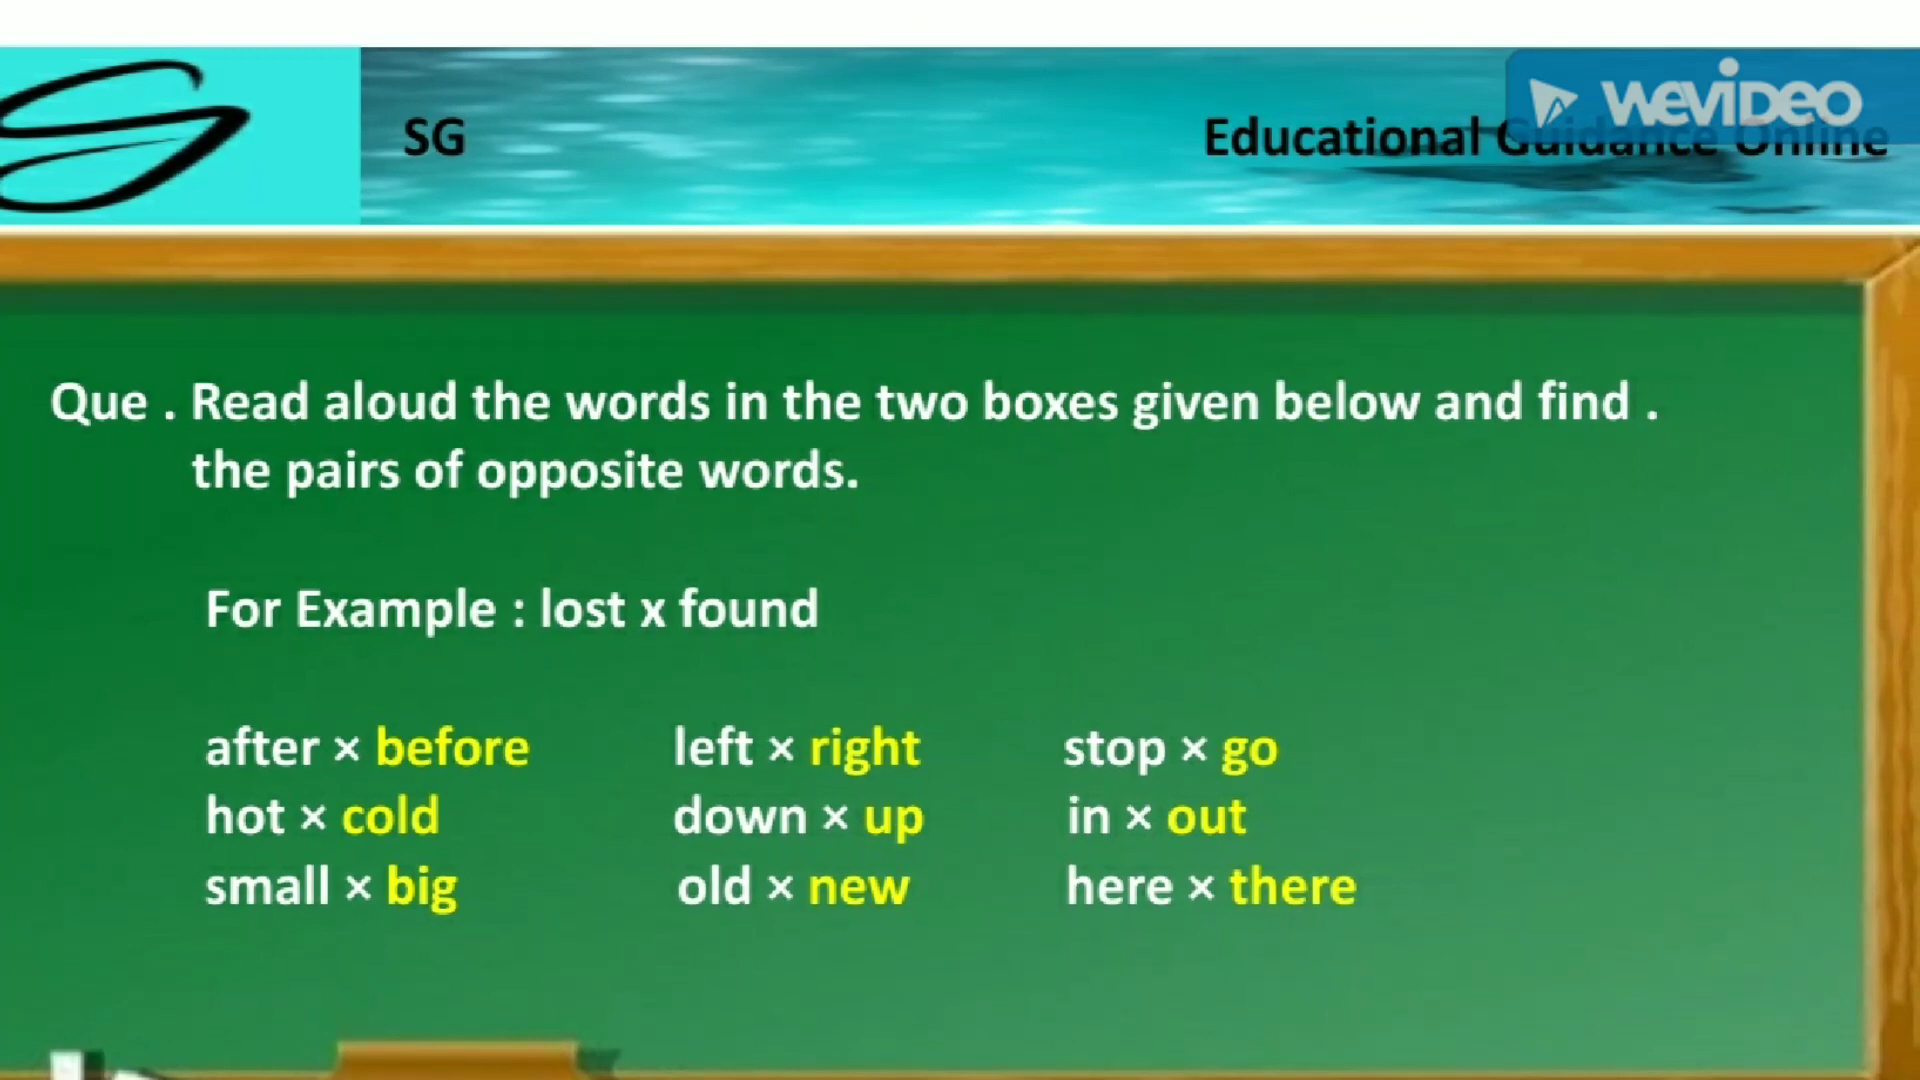 SG
Educational Guidance Online
WEVIDEO
Que . Read aloud the words in the two boxes given below and find .
the pairs of opposite words.
For Example : lost x found
after × before left × right stop × go
hot × cold down × up in × out
small × big old × new here × there